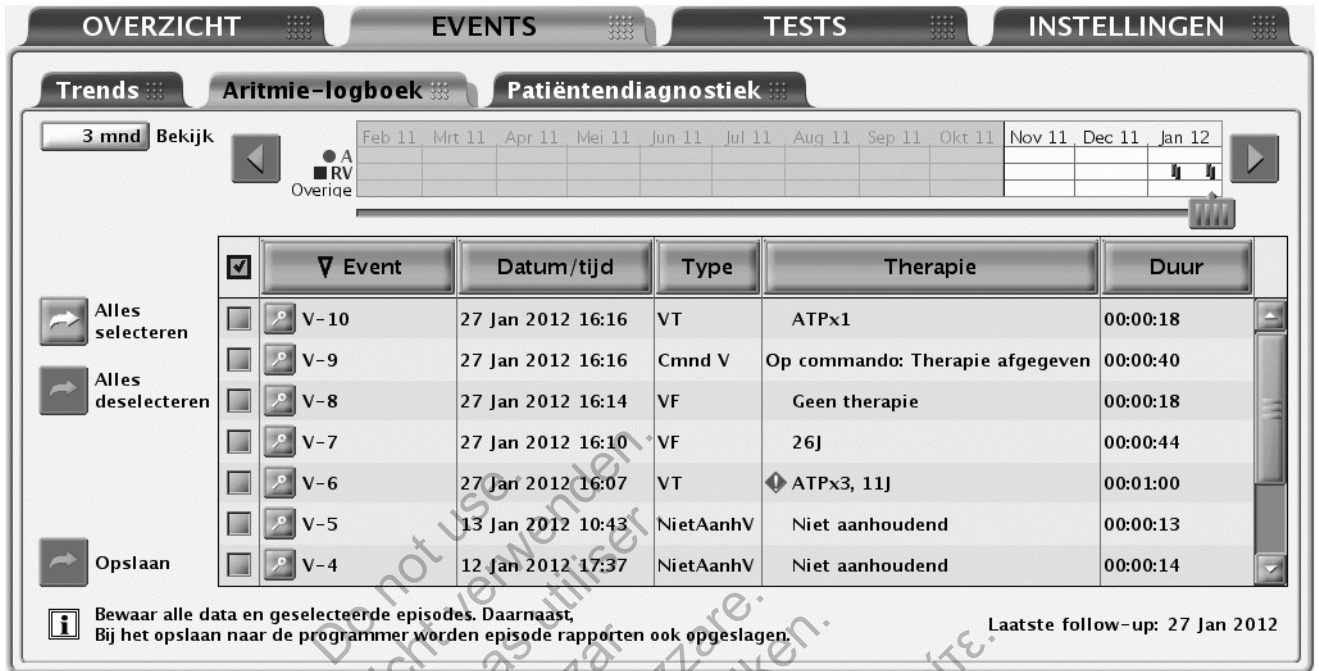 OVERZICHT EVENTS TESTS INSTELLINGEN
Trends Aritmie-logboek Patiëntendiagnostiek
3 mnd Bekijk
Feb 11 Mrt 11 Apr 11 Mei 11 Jun 11 Jul 11 Aug 11 Sep 11 Okt 11 Nov 11 Dec 11 Jan 12
A
RV
Overige
Event Datum/tijd Type Therapie Duur
Alles selecteren
Alles deselecteren
Opslaan
V-10 27 Jan 2012 16:16 VT ATPx1 00:00:18
V-9 27 Jan 2012 16:16 Cmnd V Op commando: Therapie afgegeven 00:00:40
V-8 27 Jan 2012 16:14 VF Geen therapie 00:00:18
V-7 27 Jan 2012 16:10 VF 26J 00:00:44
V-6 27 Jan 2012 16:07 VT ATPx3, 11J 00:01:00
V-5 13 Jan 2012 10:43 NietAanhV Niet aanhoudend 00:00:13
V-4 12 Jan 2012 17:37 NietAanhV Niet aanhoudend 00:00:14
i
Bewaar alle data en geselecteerde episodes. Daarnaast,
Bij het opslaan naar de programmer worden episode rapporten ook opgeslagen.
Laatste follow-up: 27 Jan 2012
Do not use.
verwenden.
utiliser